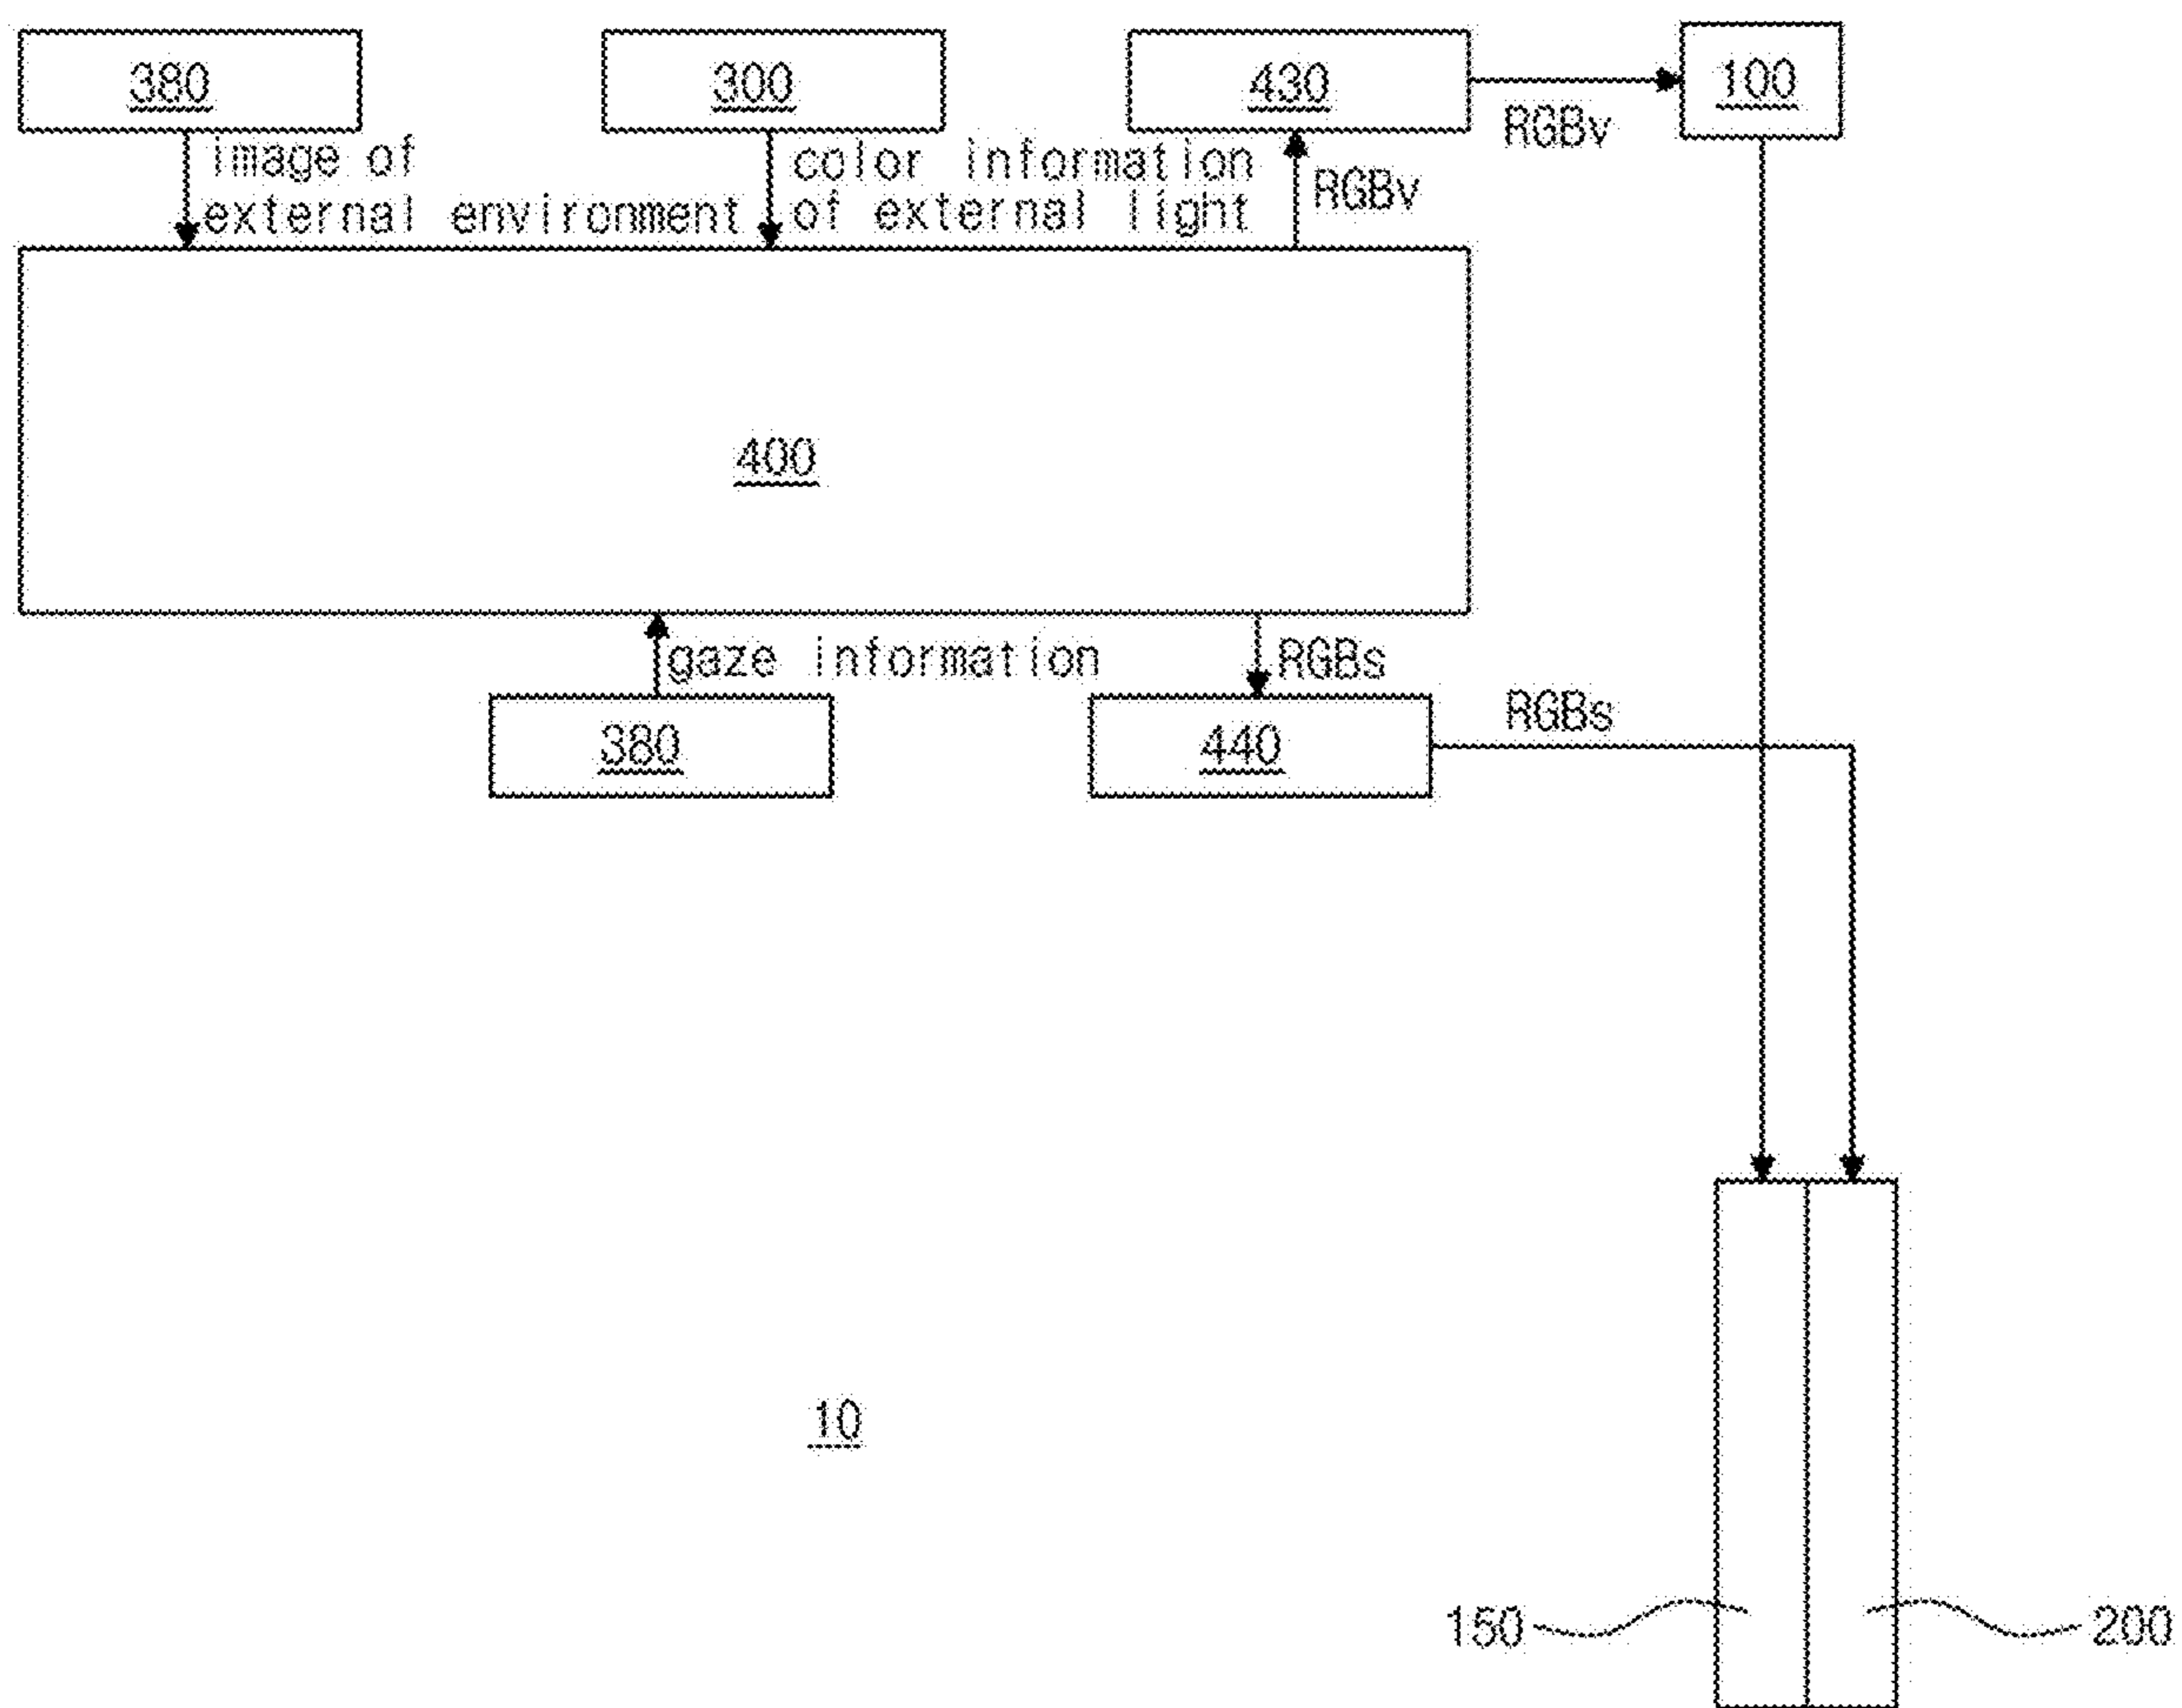 380
300
430
100
RGBv
image of
external environment
color information
of external light
RGBv
400
gaze information
RGBs
380
440
RGBs
10
150
200